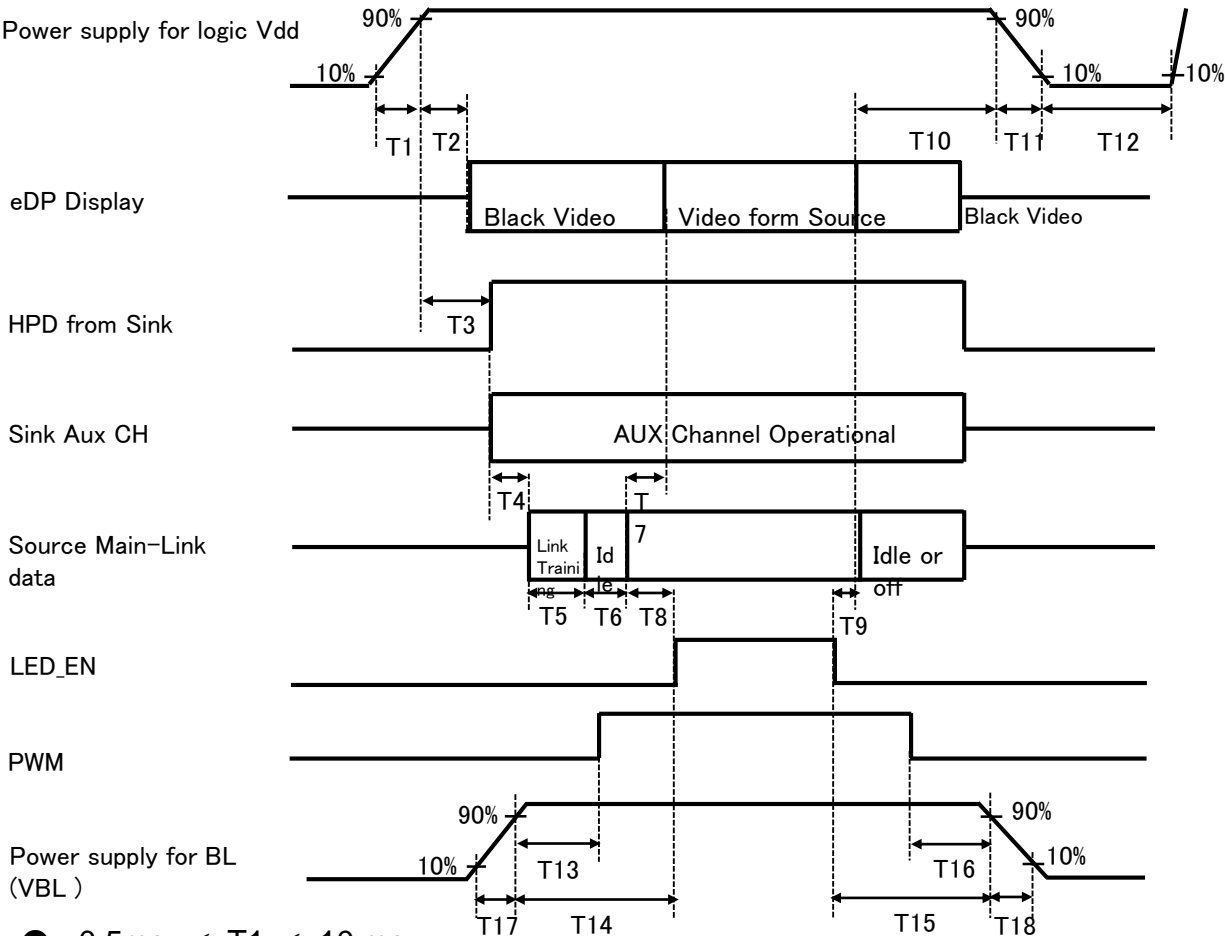 Power supply for logic Vdd
90%
90%
10%
10%
10%
T1
T2
T10
T11
T12
eDP Display
Black Video
Video form Source
Black Video
HPD from Sink
T3
Sink Aux CH
AUX Channel Operational
T4
T
7
Source Main-Link
data
Link
Traini
ng
Id
le
Idle or
off
T5
T6
T8
T9
LED_EN
PWM
90%
90%
Power supply for BL
(VBL )
10%
10%
T13
T16
T17
T14
T15
T18